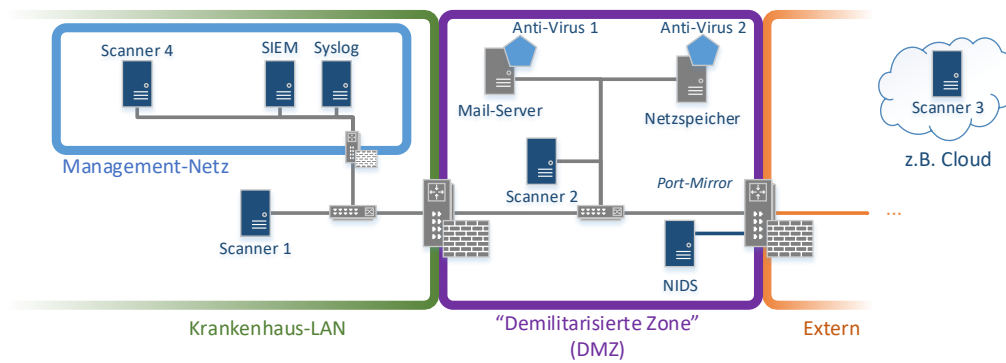 Scanner 4
SIEM
Syslog
Management-Netz
Scanner 1
Krankenhaus-LAN
Anti-Virus 1
Anti-Virus 2
Mail-Server
Netzspeicher
Scanner 2
Port-Mirror
NIDS
“Demilitarisierte Zone”
(DMZ)
Scanner 3
z.B. Cloud
...
Extern